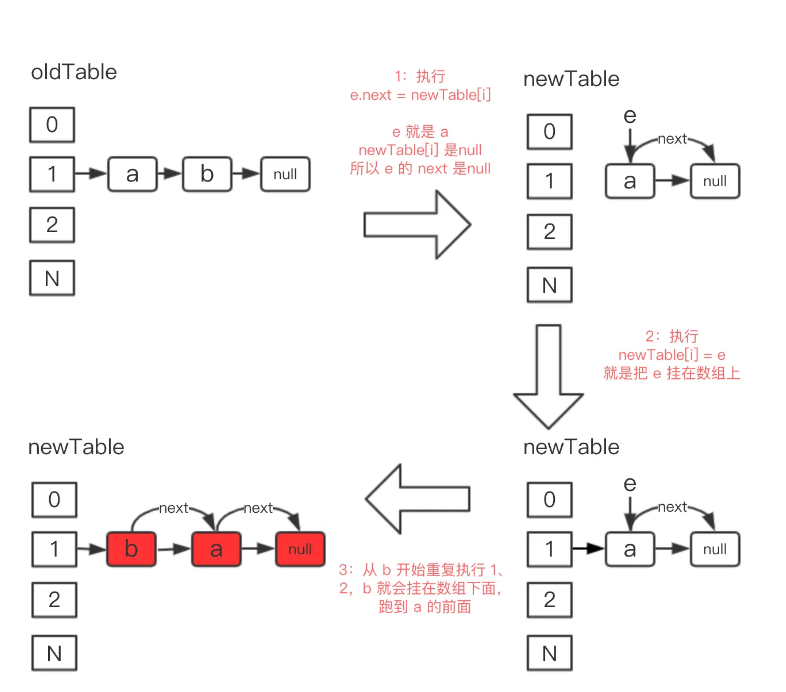 oldTable
0
1
a
b
null
2
N
1：执行
e.next = newTable[i]
e 就是 a
newTable[i] 是null
所以 e 的 next 是null
newTable
0
e
next
1
a
null
2
N
2：执行
newTable[i] = e
就是把 e 挂在数组上
newTable
0
e
next
1
a
null
2
N
newTable
0
next
next
1
b
a
null
2
N
3：从 b 开始重复执行 1、
2，b 就会挂在数组下面，
跑到 a 的前面